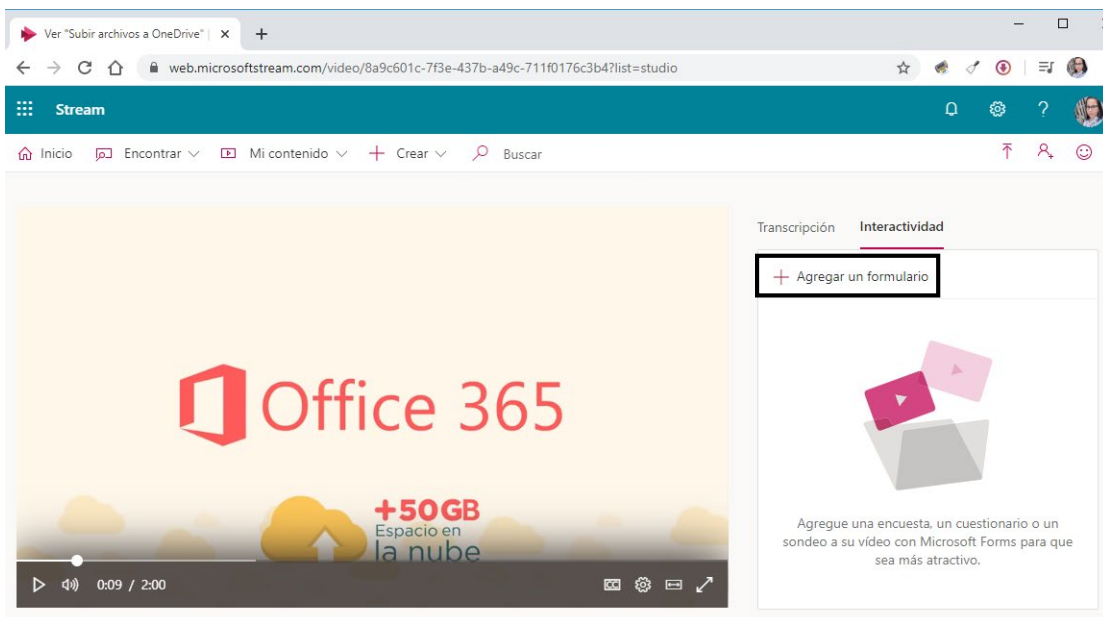 Ver "Subir archivos a OneDrive" |
web.microsoftstream.com/video/8a9c601c-7f3e-437b-a49c-711f0176c3b4?list=studio
Stream
Inicio Encontrar Mi contenido Crear Buscar
Transcripción Interactividad
Agregar un formulario
Office 365
+50GB
Espacio en
la nube
Agregue una encuesta, un cuestionario o un
sondeo a su vídeo con Microsoft Forms para que
sea más atractivo.
0:09 / 2:00
CC